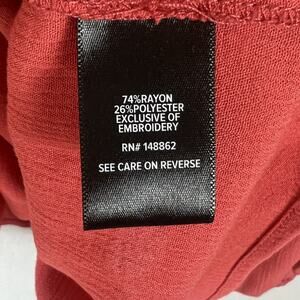 74%RAYON
26%POLYESTER
EXCLUSIVE OF
EMBROIDERY
RN# 148862
SEE CARE ON REVERSE